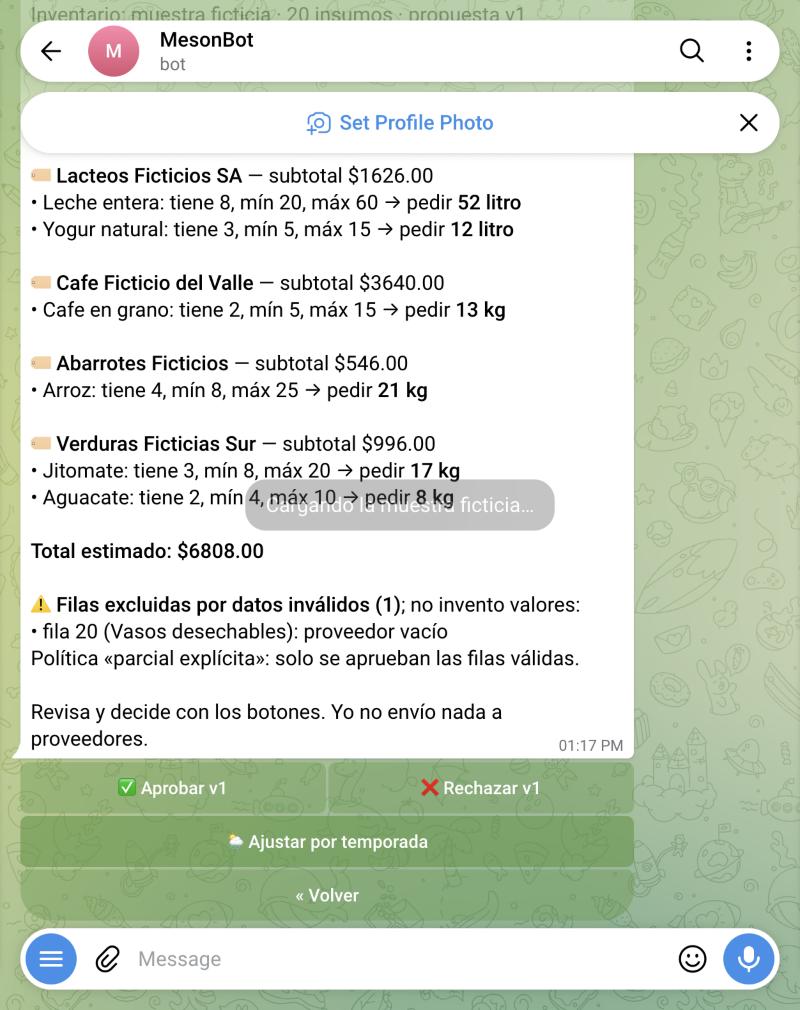 Inventario: muestra ficticia · 20 insumos · propuesta v1
M
MesonBot
bot
Set Profile Photo
Lacteos Ficticios SA — subtotal $1626.00
• Leche entera: tiene 8, mín 20, máx 60 → pedir 52 litro
• Yogur natural: tiene 3, mín 5, máx 15 → pedir 12 litro
Cafe Ficticio del Valle — subtotal $3640.00
• Cafe en grano: tiene 2, mín 5, máx 15 → pedir 13 kg
Abarrotes Ficticios — subtotal $546.00
• Arroz: tiene 4, mín 8, máx 25 → pedir 21 kg
Verduras Ficticias Sur — subtotal $996.00
• Jitomate: tiene 3, mín 8, máx 20 → pedir 17 kg
• Aguacate: tiene 2, mín 4, máx 10 → pedir 8 kg
Cargando la muestra ficticia…
Total estimado: $6808.00
⚠️ Filas excluidas por datos inválidos (1); no invento valores:
• fila 20 (Vasos desechables): proveedor vacío
Política «parcial explícita»: solo se aprueban las filas válidas.
Revisa y decide con los botones. Yo no envío nada a
proveedores.
01:17 PM
✅ Aprobar v1
❌ Rechazar v1
Ajustar por temporada
« Volver
Message